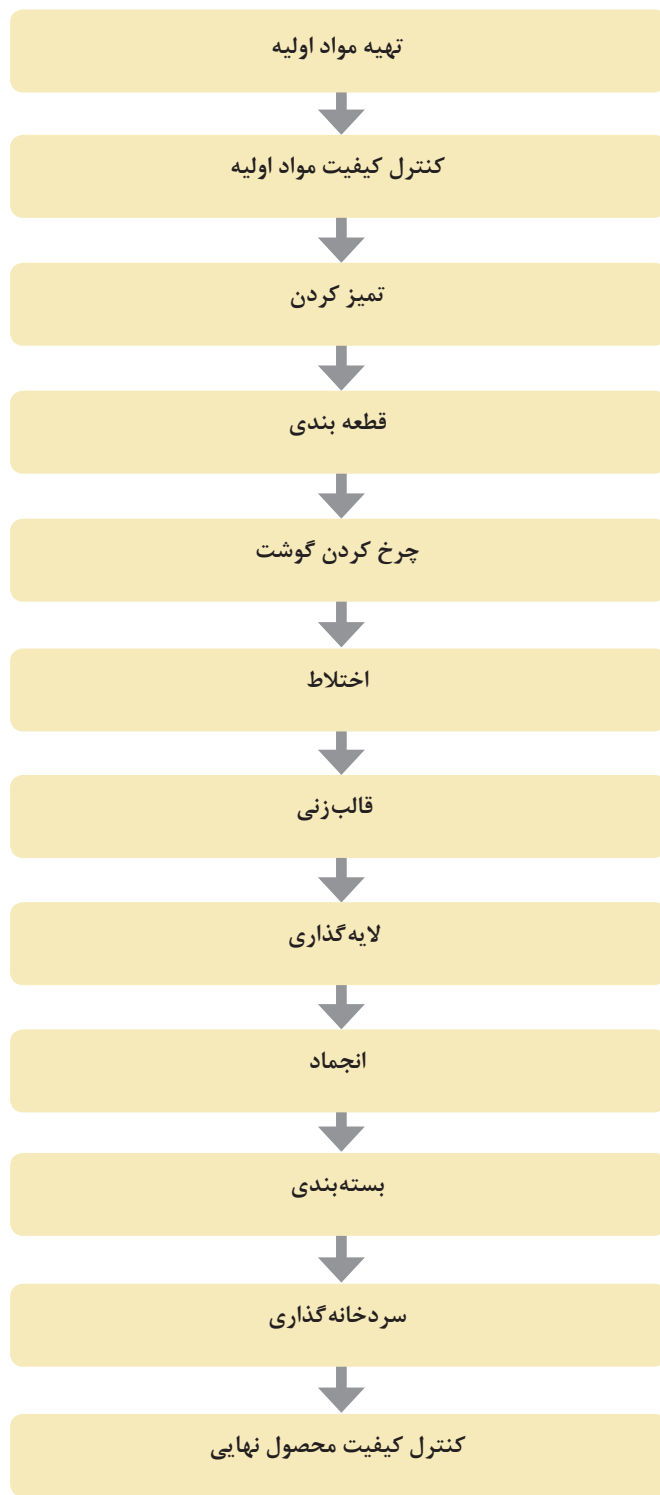 تهیه مواد اولیه
کنترل کیفیت مواد اولیه
تمیز کردن
قطعه بندی
چرخ کردن گوشت
اختلاط
قالب‌زنی
لایه‌گذاری
انجماد
بسته‌بندی
سردخانه‌گذاری
کنترل کیفیت محصول نهایی